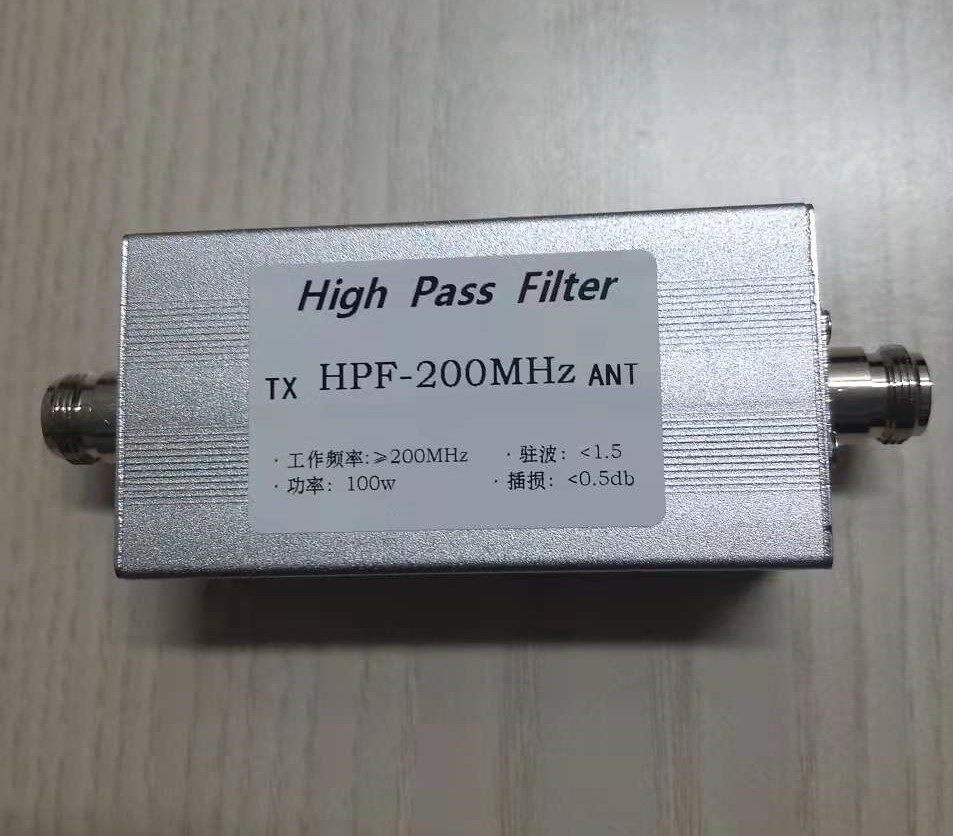 High Pass Filter
TX HPF-200MHz ANT
· 工作频率:≥200MHz · 驻波：<1.5
· 功率：100w · 插损：<0.5db